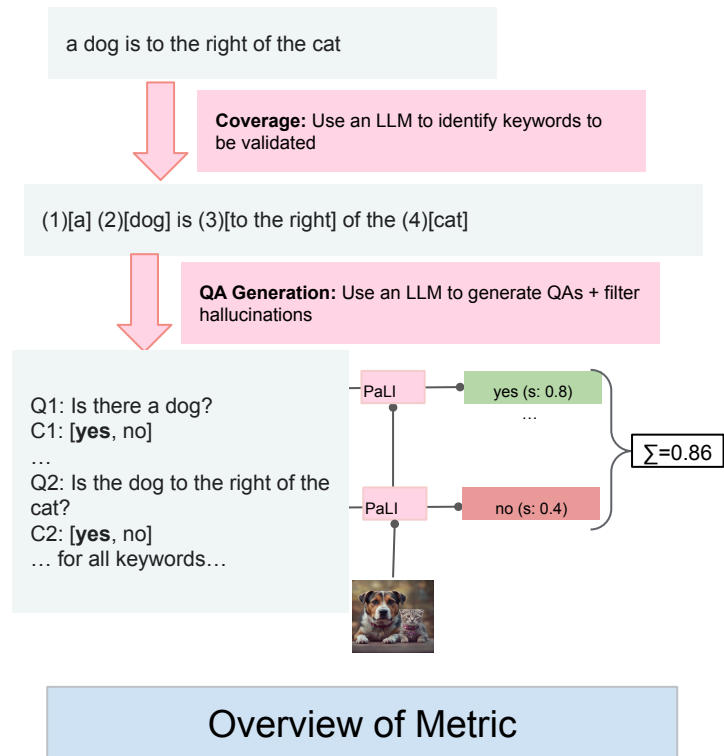 a dog is to the right of the cat
Coverage: Use an LLM to identify keywords to
be validated
(1)[a] (2)[dog] is (3)[to the right] of the (4)[cat]
QA Generation: Use an LLM to generate QAs + filter
hallucinations
Q1: Is there a dog?
C1: [yes, no]
…
Q2: Is the dog to the right of the
cat?
C2: [yes, no]
… for all keywords…
PaLI
yes (s: 0.8)
…
∑=0.86
PaLI
no (s: 0.4)
Overview of Metric